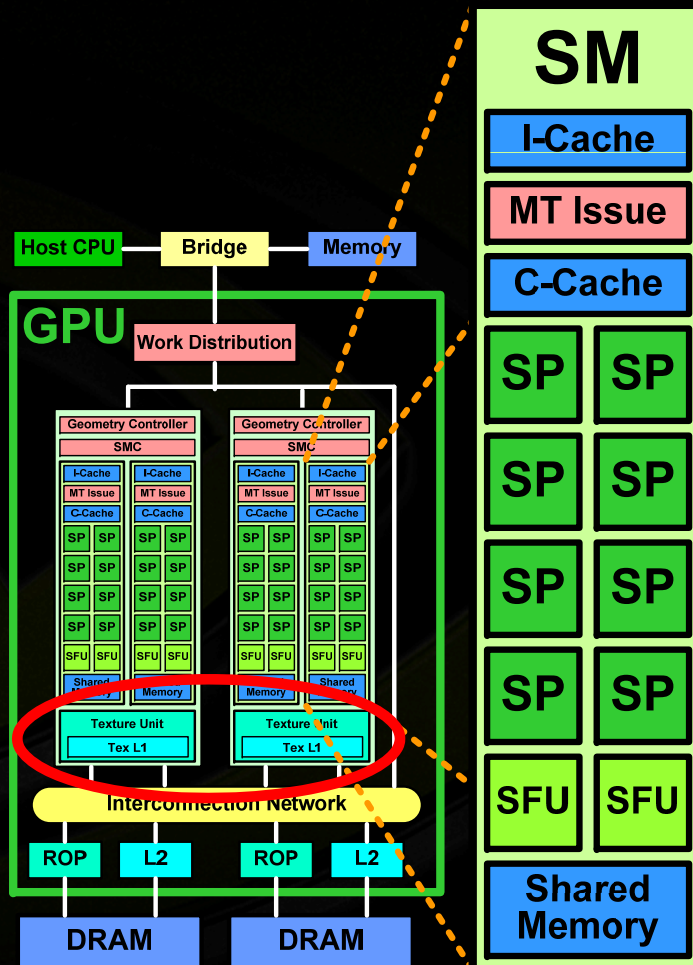 SM
I-Cache
MT Issue
C-Cache
SP SP
SP SP
SP SP
SP SP
SFU SFU
Shared
Memory
Host CPU Bridge Memory
GPU
Work Distribution
Geometry Controller Geometry Controller
SMC SMC
I-Cache I-Cache I-Cache I-Cache
MT Issue MT Issue MT Issue MT Issue
C-Cache C-Cache C-Cache C-Cache
SP SP SP SP SP SP SP SP
SP SP SP SP SP SP SP SP
SP SP SP SP SP SP SP SP
SP SP SP SP SP SP SP SP
SFU SFU SFU SFU SFU SFU SFU SFU
Shared Shared
Memory Memory Memory Memory
Texture Unit Texture Unit
Tex L1 Tex L1
Interconnection Network
ROP L2 ROP L2
DRAM DRAM